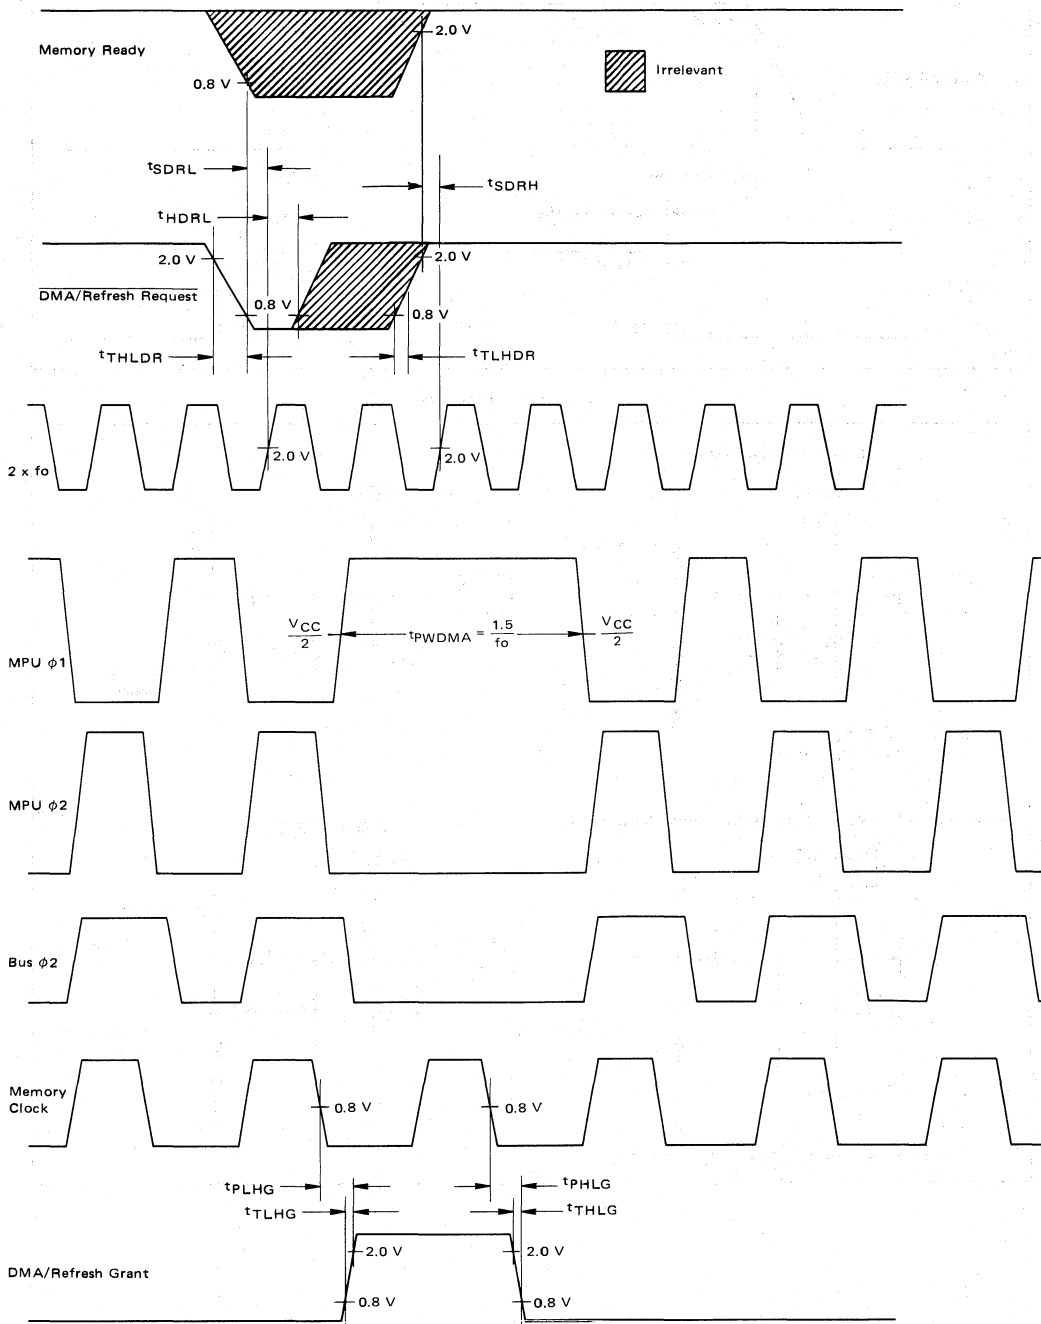 2.0 V
Memory Ready
Irrelevant
0.8 V
tSDRL
tSDRH
tHDRL
2.0 V
2.0 V
DMA/Refresh Request
0.8 V
0.8 V
tTHLDR
tTLHDR
2 x fo
2.0 V
2.0 V
VCC/2
tPWDMA = 1.5/fo
VCC/2
MPU ϕ1
MPU ϕ2
Bus ϕ2
Memory
Clock
0.8 V
0.8 V
tPLHG
tPHLG
tTLHG
tTHLG
2.0 V
2.0 V
DMA/Refresh Grant
0.8 V
0.8 V